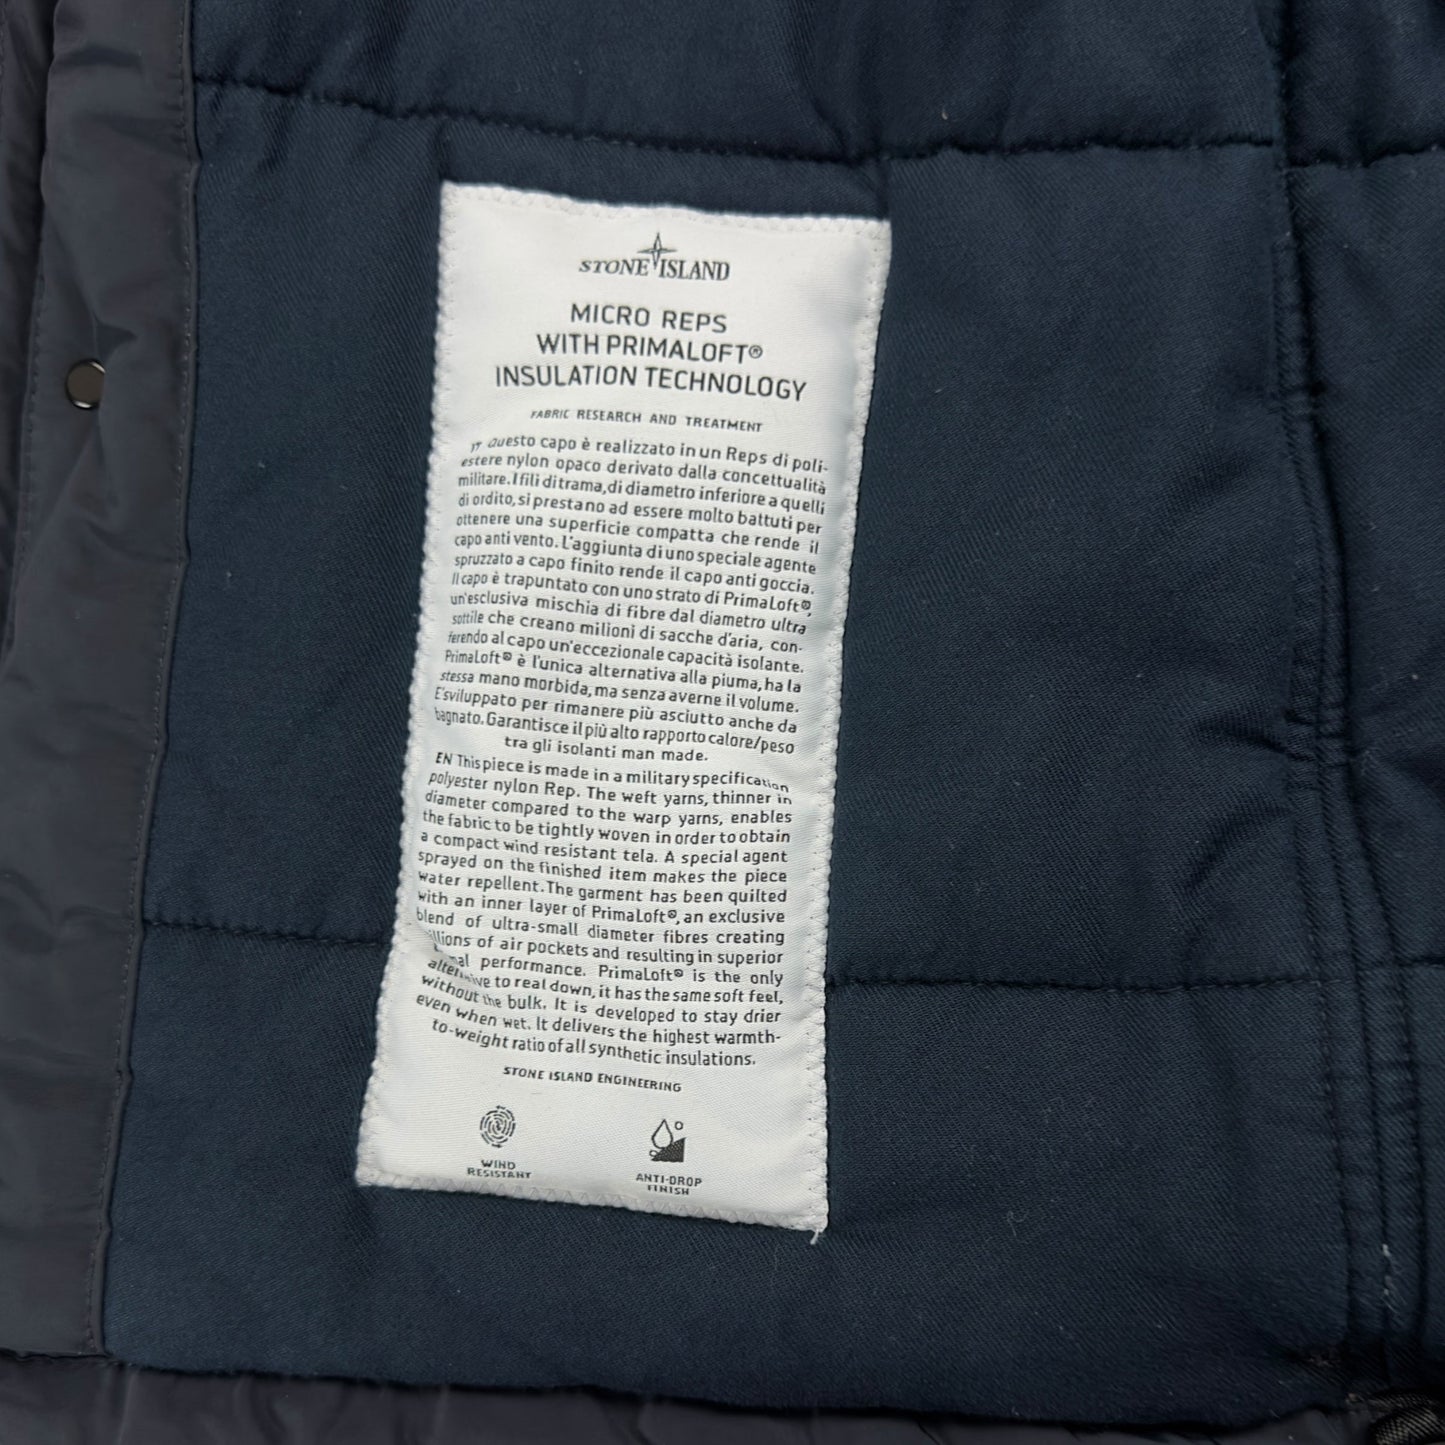 STONE ISLAND
MICRO REPS
WITH PRIMALOFT®
INSULATION TECHNOLOGY
FABRIC RESEARCH AND TREATMENT
IT Questo capo è realizzato in un Reps di poli-
estere nylon opaco derivato dalla concettualità
militare. I fili di trama, di diametro inferiore a quelli
di ordito, si prestano ad essere molto battuti per
ottenere una superficie compatta che rende il
capo anti vento. L'aggiunta di uno speciale agente
spruzzato a capo finito rende il capo anti goccia.
Il capo è trapuntato con uno strato di PrimaLoft®,
un'esclusiva mischia di fibre dal diametro ultra
sottile che creano milioni di sacche d'aria, con-
ferendo al capo un'eccezionale capacità isolante.
PrimaLoft® è l'unica alternativa alla piuma, ha la
stessa mano morbida, ma senza averne il volume.
E'sviluppato per rimanere più asciutto anche da
bagnato. Garantisce il più alto rapporto calore/peso
tra gli isolanti man made.
EN This piece is made in a military specification
polyester nylon Rep. The weft yarns, thinner in
diameter compared to the warp yarns, enables
the fabric to be tightly woven in order to obtain
a compact wind resistant tela. A special agent
sprayed on the finished item makes the piece
water repellent. The garment has been quilted
with an inner layer of PrimaLoft®, an exclusive
blend of ultra-small diameter fibres creating
of air pockets and resulting in superior
performance. PrimaLoft® is the only
to real down, it has the same soft feel,
without the bulk. It is developed to stay drier
even when wet. It delivers the highest warmth-
to-weight ratio of all synthetic insulations.
STONE ISLAND ENGINEERING
WIND
RESISTANT
ANTI-DROP
FINISH